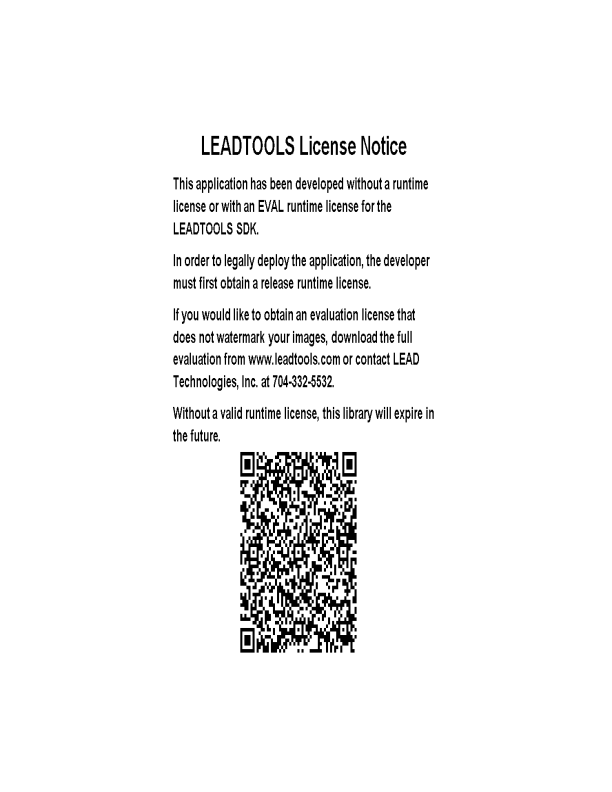 LEADTOOLS License Notice
This application has been developed without a runtime
license or with an EVAL runtime license for the
LEADTOOLS SDK.
In order to legally deploy the application, the developer
must first obtain a release runtime license.
If you would like to obtain an evaluation license that
does not watermark your images, download the full
evaluation from www.leadtools.com or contact LEAD
Technologies, Inc. at 704-332-5532.
Without a valid runtime license, this library will expire in
the future.